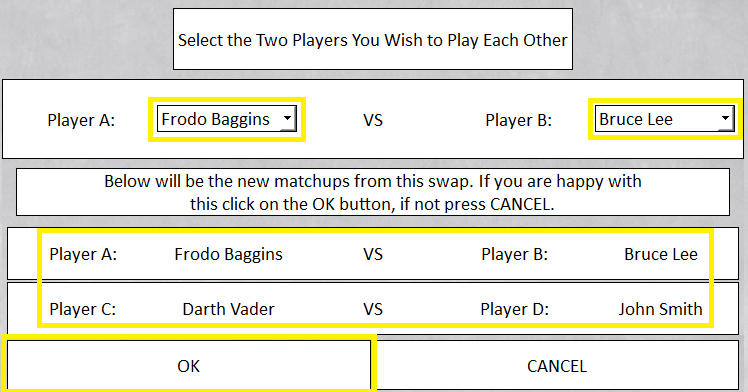 Select the Two Players You Wish to Play Each Other
Player A: Frodo Baggins VS Player B: Bruce Lee
Below will be the new matchups from this swap. If you are happy with
this click on the OK button, if not press CANCEL.
Player A: Frodo Baggins VS Player B: Bruce Lee
Player C: Darth Vader VS Player D: John Smith
OK CANCEL